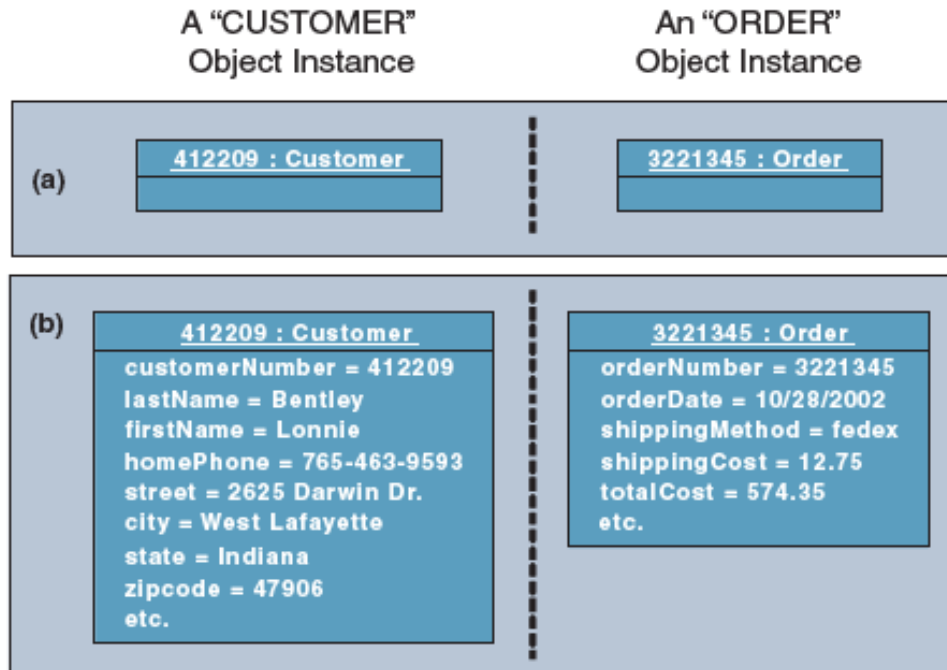 A “CUSTOMER”
Object Instance
An “ORDER”
Object Instance
(a)
412209 : Customer
3221345 : Order
(b)
412209 : Customer
customerNumber = 412209
lastName = Bentley
firstName = Lonnie
homePhone = 765-463-9593
street = 2625 Darwin Dr.
city = West Lafayette
state = Indiana
zipcode = 47906
etc.
3221345 : Order
orderNumber = 3221345
orderDate = 10/28/2002
shippingMethod = fedex
shippingCost = 12.75
totalCost = 574.35
etc.